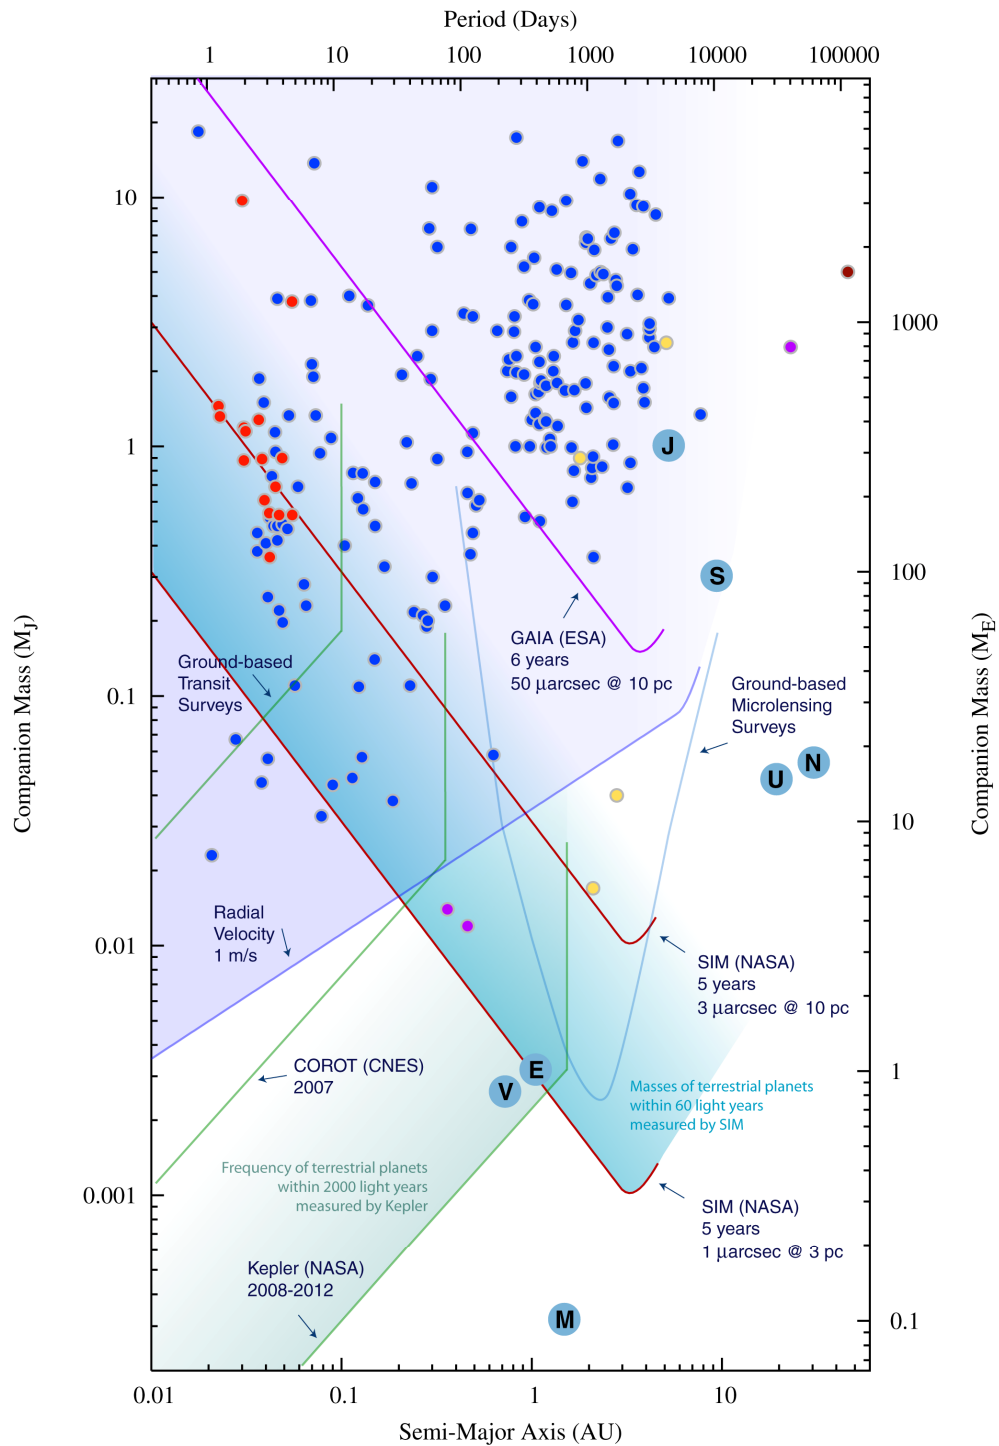 Period (Days)
1 10 100 1000 10000 100000
10
1
0.1
0.01
0.001
Companion Mass (MJ)
1000
100
10
1
0.1
Companion Mass (ME)
J
S
U
N
E
V
M
GAIA (ESA)
6 years
50 μarcsec @ 10 pc
Ground-based
Transit
Surveys
Ground-based
Microlensing
Surveys
Radial
Velocity
1 m/s
SIM (NASA)
5 years
3 μarcsec @ 10 pc
COROT (CNES)
2007
Masses of terrestrial planets
within 60 light years
measured by SIM
Frequency of terrestrial planets
within 2000 light years
measured by Kepler
SIM (NASA)
5 years
1 μarcsec @ 3 pc
Kepler (NASA)
2008-2012
0.01 0.1 1 10
Semi-Major Axis (AU)